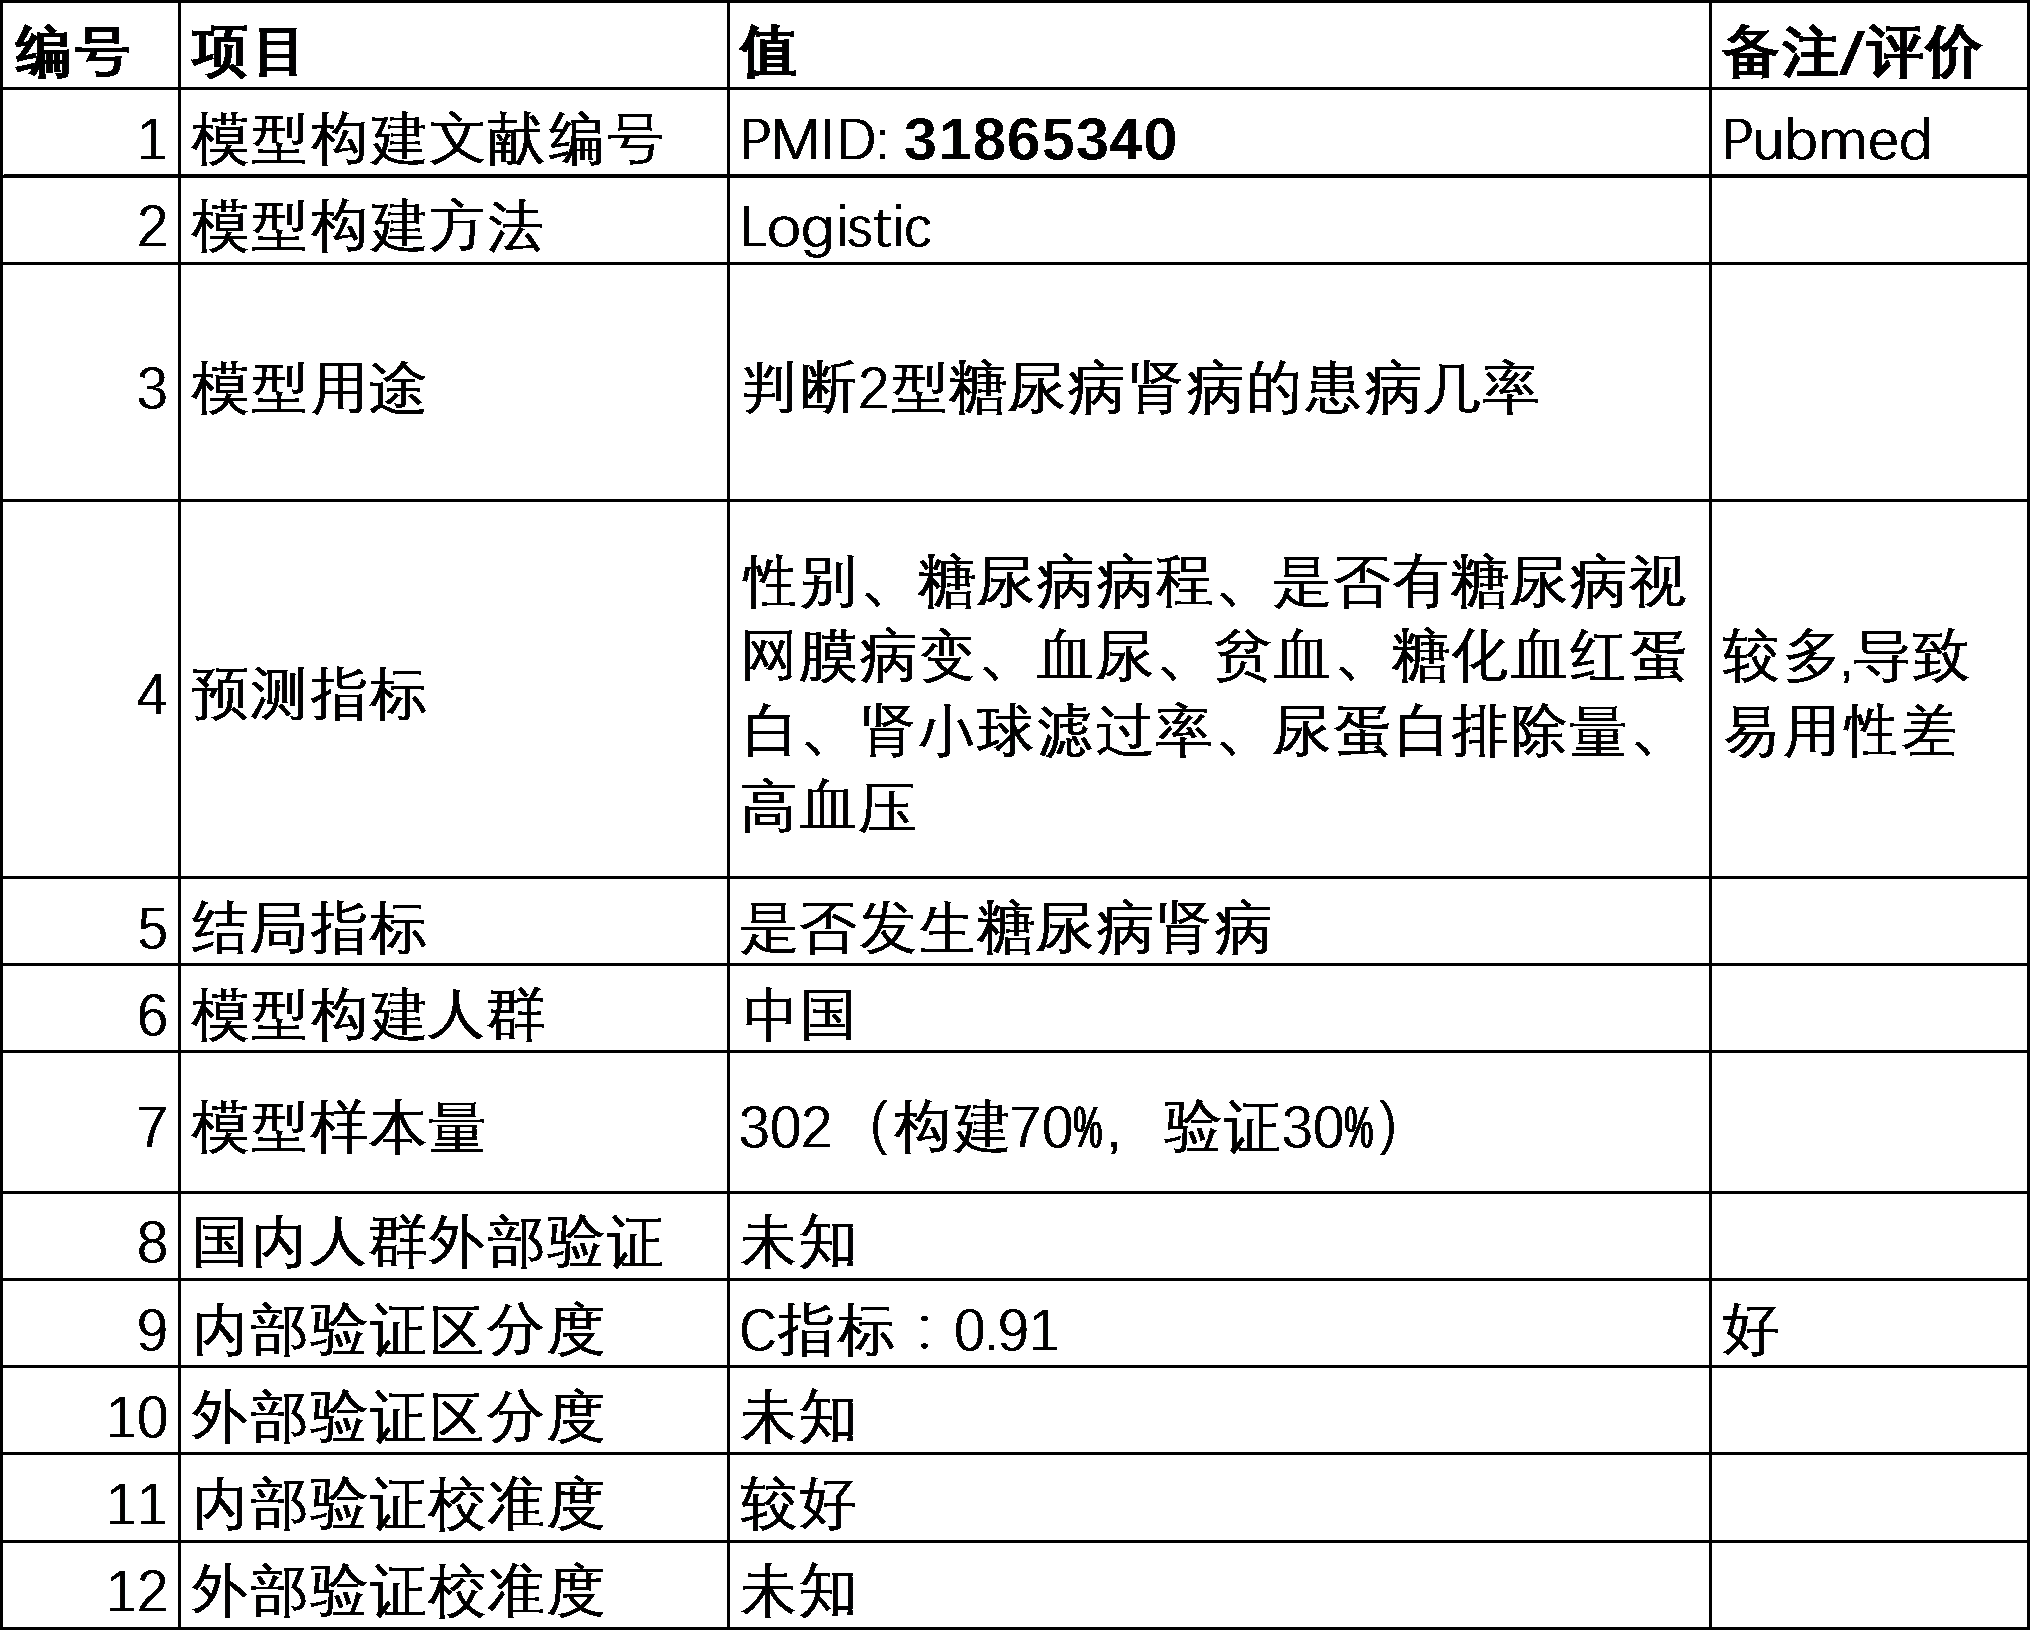 编号 项目 值 备注/评价
1 模型构建文献编号 PMID: 31865340 Pubmed
2 模型构建方法 Logistic
3 模型用途 判断2型糖尿病肾病的患病几率
4 预测指标 性别、糖尿病病程、是否有糖尿病视
网膜病变、血尿、贫血、糖化血红蛋
白、肾小球滤过率、尿蛋白排除量、
高血压
较多,导致
易用性差
5 结局指标 是否发生糖尿病肾病
6 模型构建人群 中国
7 模型样本量 302（构建70%，验证30%）
8 国内人群外部验证 未知
9 内部验证区分度 C指标：0.91 好
10 外部验证区分度 未知
11 内部验证校准度 较好
12 外部验证校准度 未知